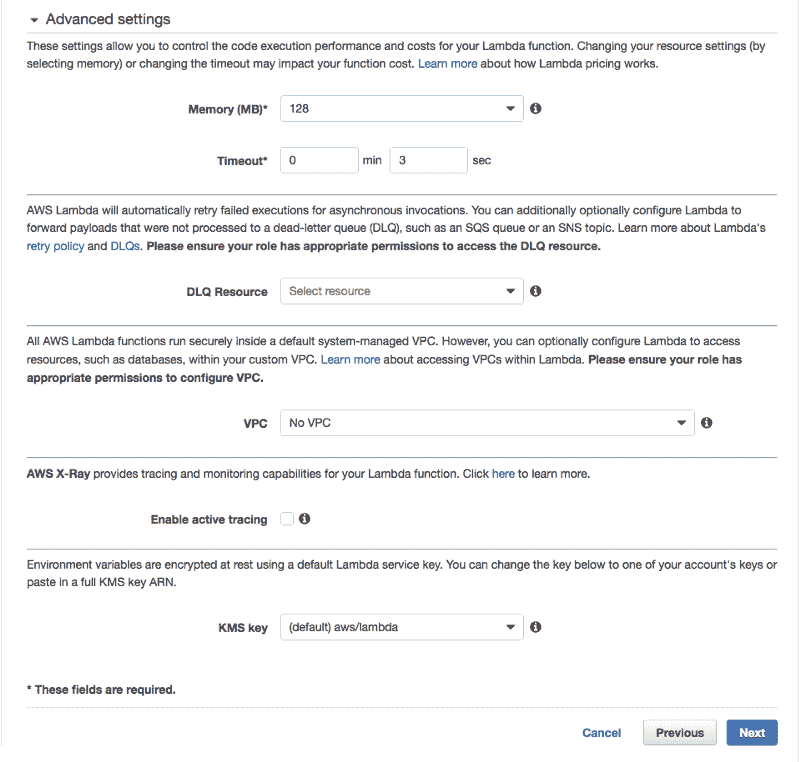 Advanced settings
These settings allow you to control the code execution performance and costs for your Lambda function. Changing your resource settings (by
selecting memory) or changing the timeout may impact your function cost. Learn more about how Lambda pricing works.
Memory (MB)* 128
Timeout* 0 min 3 sec
AWS Lambda will automatically retry failed executions for asynchronous invocations. You can additionally optionally configure Lambda to
forward payloads that were not processed to a dead-letter queue (DLQ), such as an SQS queue or an SNS topic. Learn more about Lambda's
retry policy and DLQs. Please ensure your role has appropriate permissions to access the DLQ resource.
DLQ Resource Select resource
All AWS Lambda functions run securely inside a default system-managed VPC. However, you can optionally configure Lambda to access
resources, such as databases, within your custom VPC. Learn more about accessing VPCs within Lambda. Please ensure your role has
appropriate permissions to configure VPC.
VPC No VPC
AWS X-Ray provides tracing and monitoring capabilities for your Lambda function. Click here to learn more.
Enable active tracing
Environment variables are encrypted at rest using a default Lambda service key. You can change the key below to one of your account's keys or
paste in a full KMS key ARN.
KMS key (default) aws/lambda
* These fields are required.
Cancel Previous Next